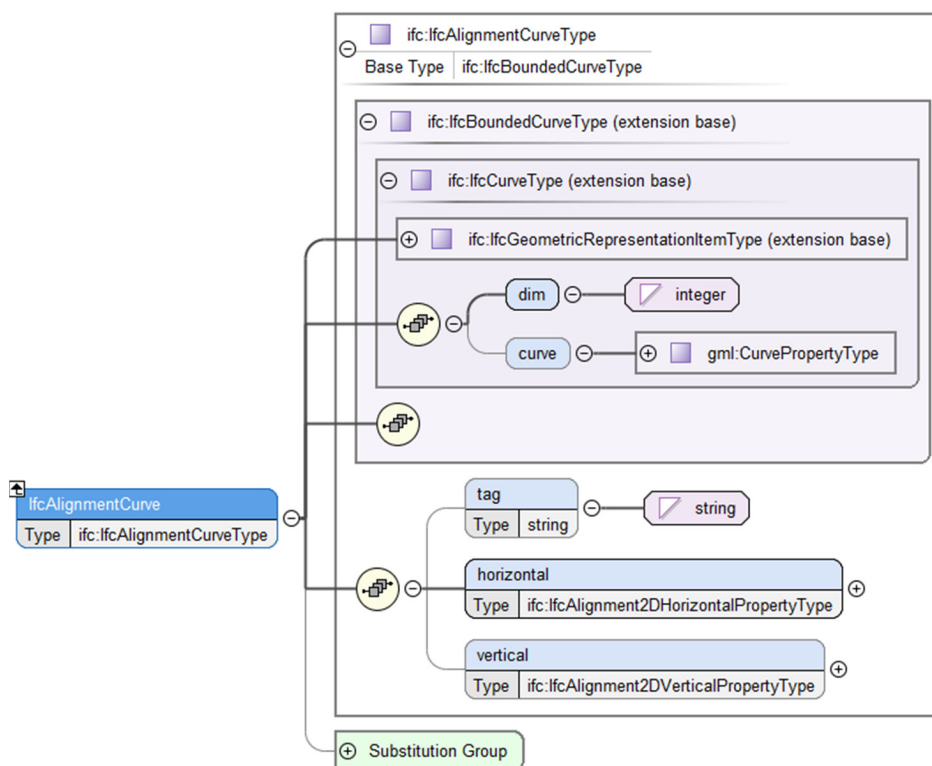 ifc:IfcAlignmentCurveType
Base Type ifc:IfcBoundedCurveType
ifc:IfcBoundedCurveType (extension base)
ifc:IfcCurveType (extension base)
ifc:IfcGeometricRepresentationItemType (extension base)
dim integer
curve gml:CurvePropertyType
IfcAlignmentCurve
Type ifc:IfcAlignmentCurveType
tag
Type string
string
horizontal
Type ifc:IfcAlignment2DHorizontalPropertyType
vertical
Type ifc:IfcAlignment2DVerticalPropertyType
Substitution Group